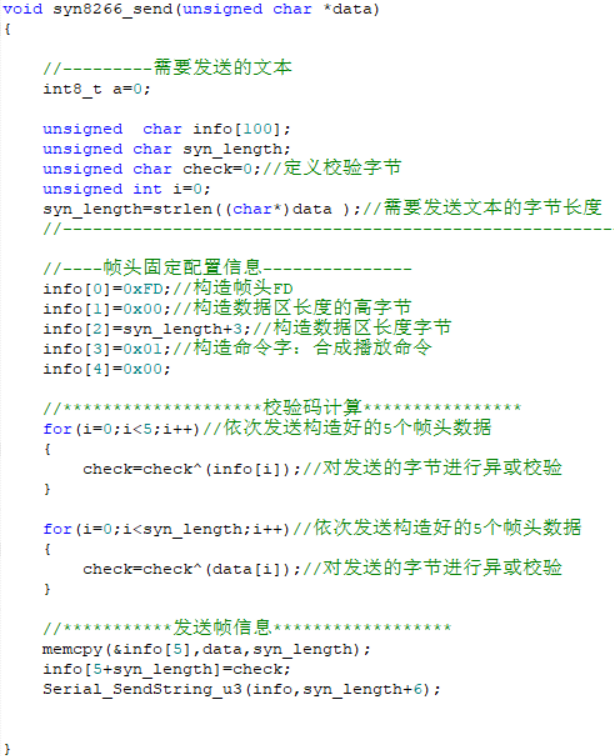 void syn8266_send(unsigned char *data)
{
//---------需要发送的文本
int8_t a=0;
unsigned  char info[100];
unsigned char syn_length;
unsigned char check=0;//定义校验字节
unsigned int i=0;
syn_length=strlen((char*)data );//需要发送文本的字节长度
//-------------------------------------------------------
//----帧头固定配置信息---------------
info[0]=0xFD;//构造帧头FD
info[1]=0x00;//构造数据区长度的高字节
info[2]=syn_length+3;//构造数据区长度字节
info[3]=0x01;//构造命令字：合成播放命令
info[4]=0x00;
//********************校验码计算****************
for(i=0;i<5;i++)//依次发送构造好的5个帧头数据
{
check=check^(info[i]);//对发送的字节进行异或校验
}
for(i=0;i<syn_length;i++)//依次发送构造好的5个帧头数据
{
check=check^(data[i]);//对发送的字节进行异或校验
}
//***********发送帧信息******************
memcpy(&info[5],data,syn_length);
info[5+syn_length]=check;
Serial_SendString_u3(info,syn_length+6);
}